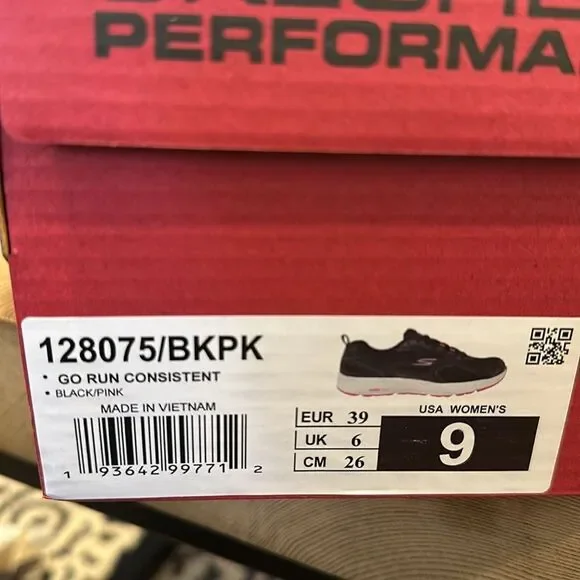 PERFORMA
128075/BKPK
• GO RUN CONSISTENT
• BLACK/PINK
MADE IN VIETNAM
1 93642 99771 2
EUR 39
UK 6
CM 26
USA WOMEN'S
9